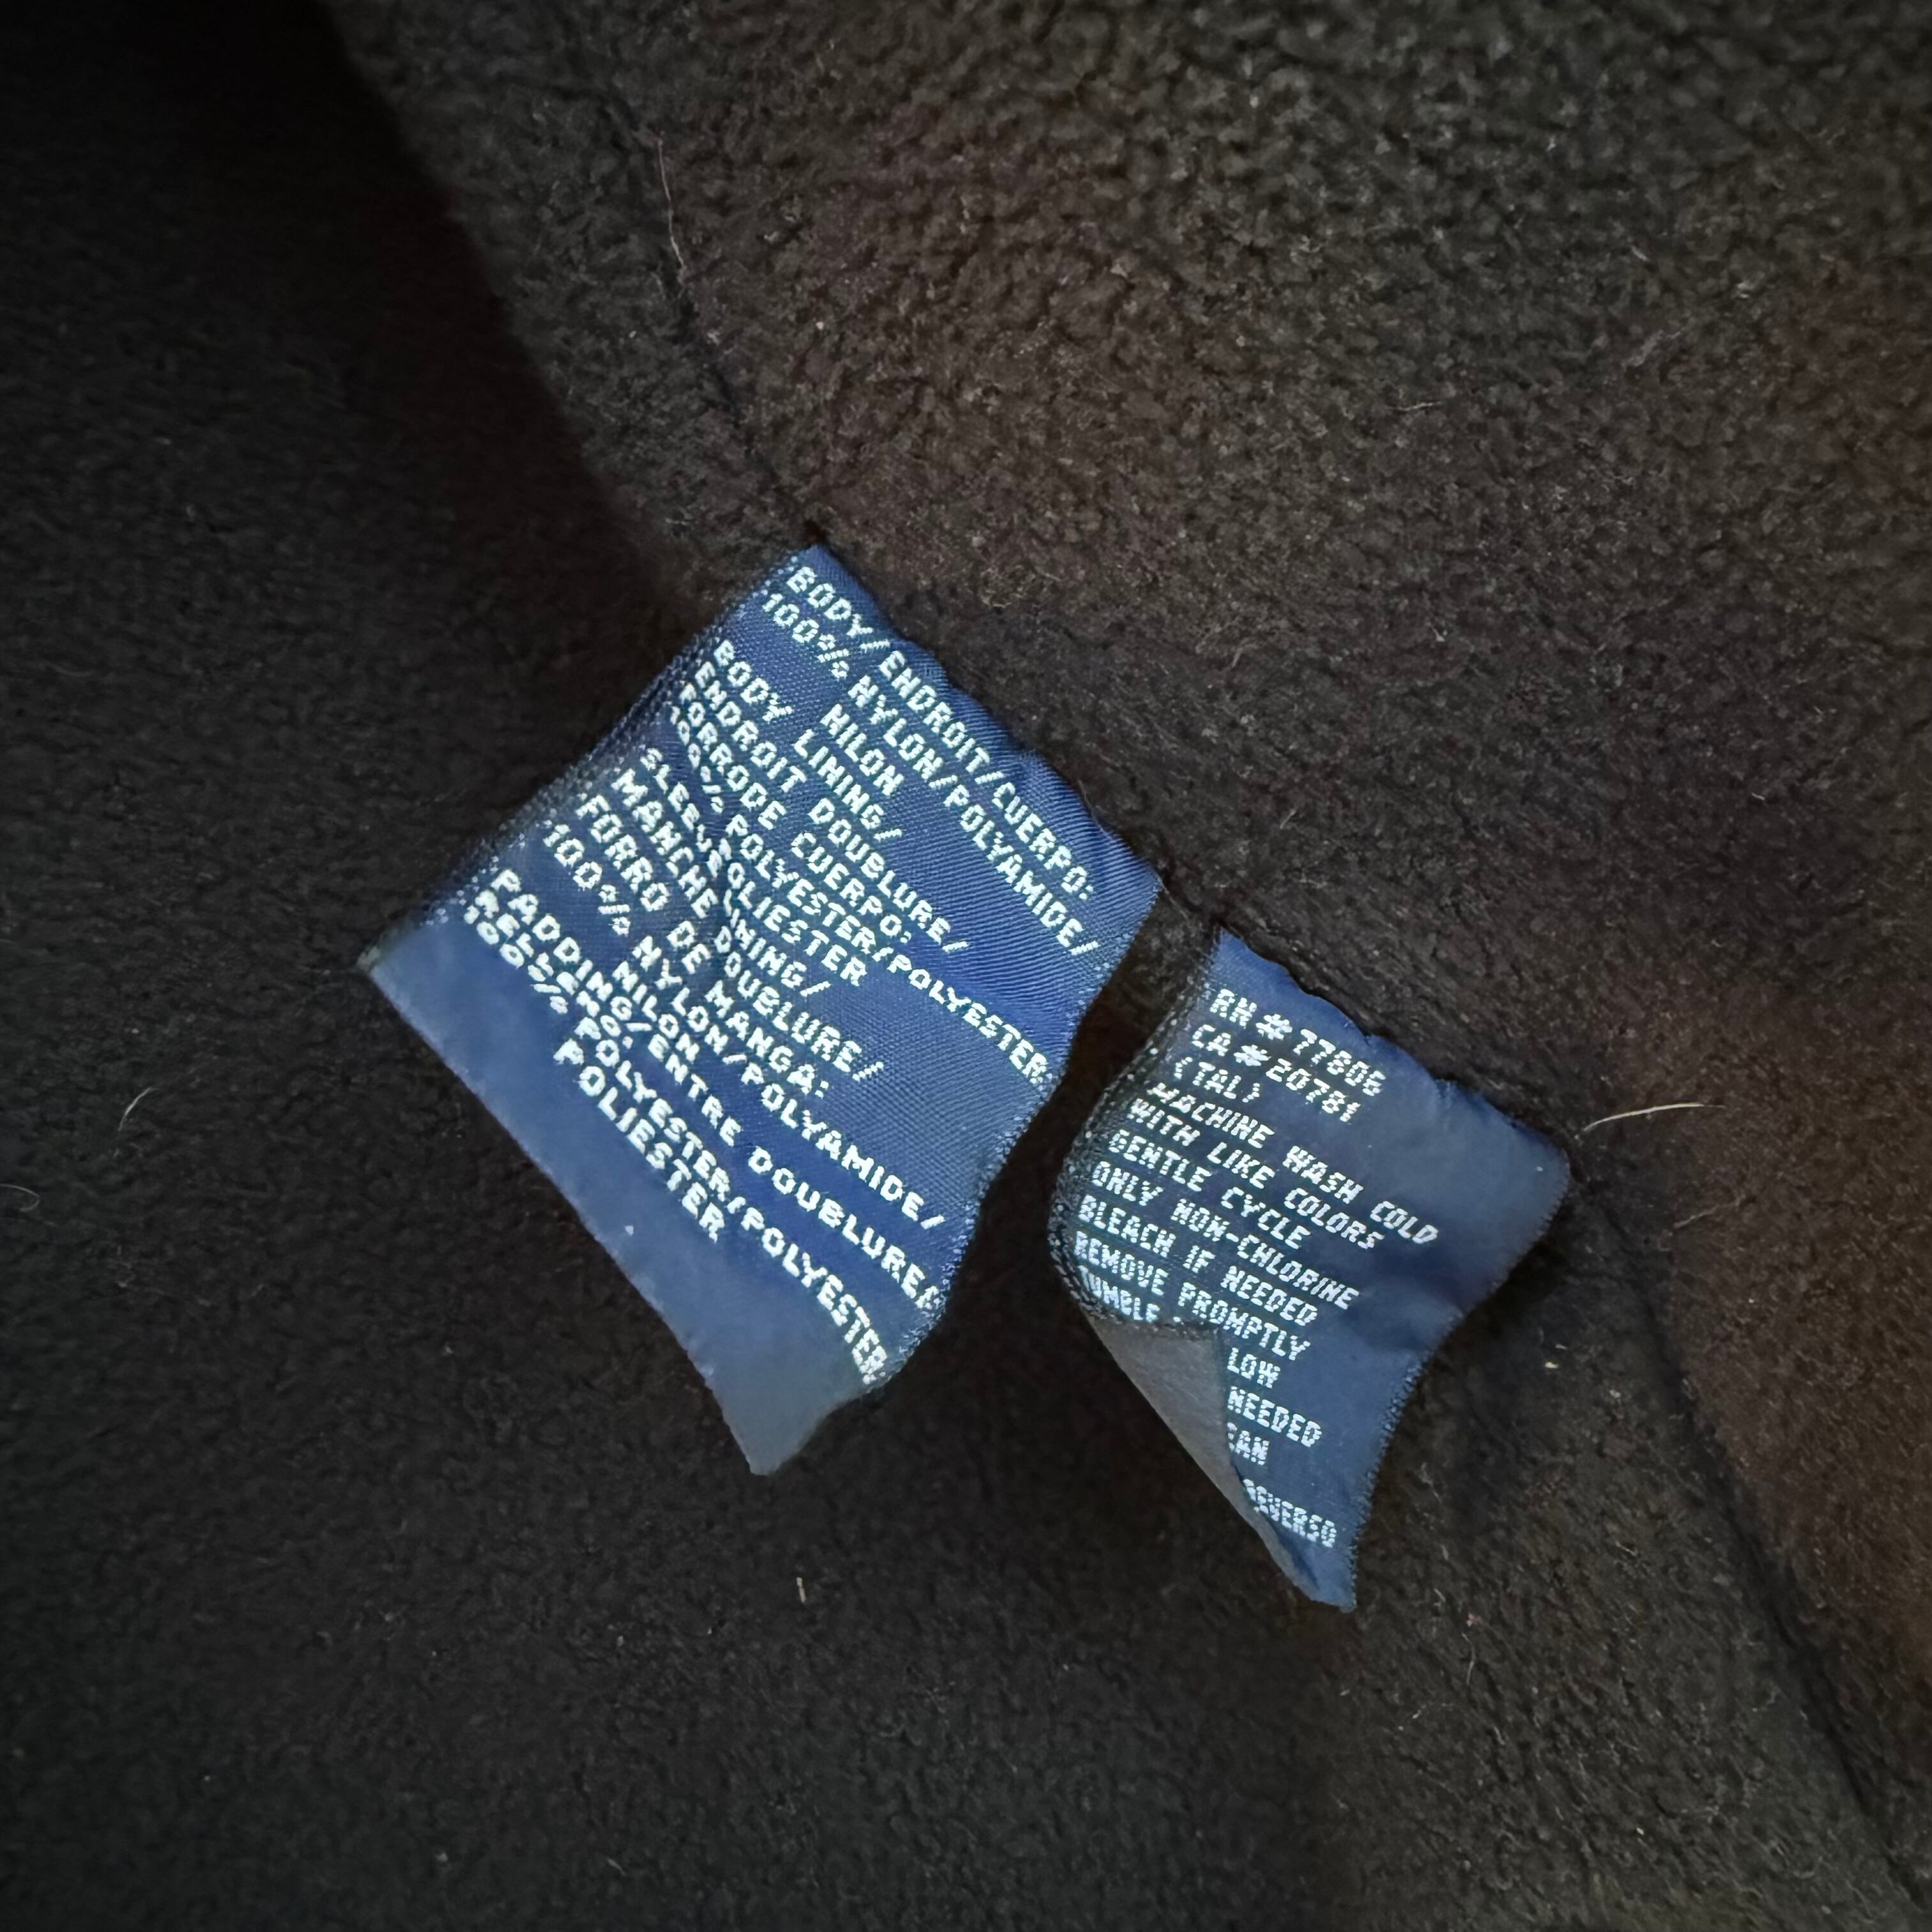 BODY/ENDROIT/CUERPO:
100% NYLON/POLYAMIDE/
NILON
BODY LINING/
ENDROIT DOUBLURE/
FORRODE CUERPO:
100% POLYESTER/POLYESTER/
POLIESTER
SLEEVE LINING/
MANCHE DOUBLURE/
FORRO DE MANGA:
100% NYLON/POLYAMIDE/
NILON
PADDING/ENTRE DOUBLURE/
RELLENO:
100% POLYESTER/POLYESTER/
POLIESTER
RN#77806
CA#20781
(TAL)
MACHINE WASH COLD
WITH LIKE COLORS
GENTLE CYCLE
ONLY NON-CHLORINE
BLEACH IF NEEDED
REMOVE PROMPTLY
TUMBLE LOW
NEEDED